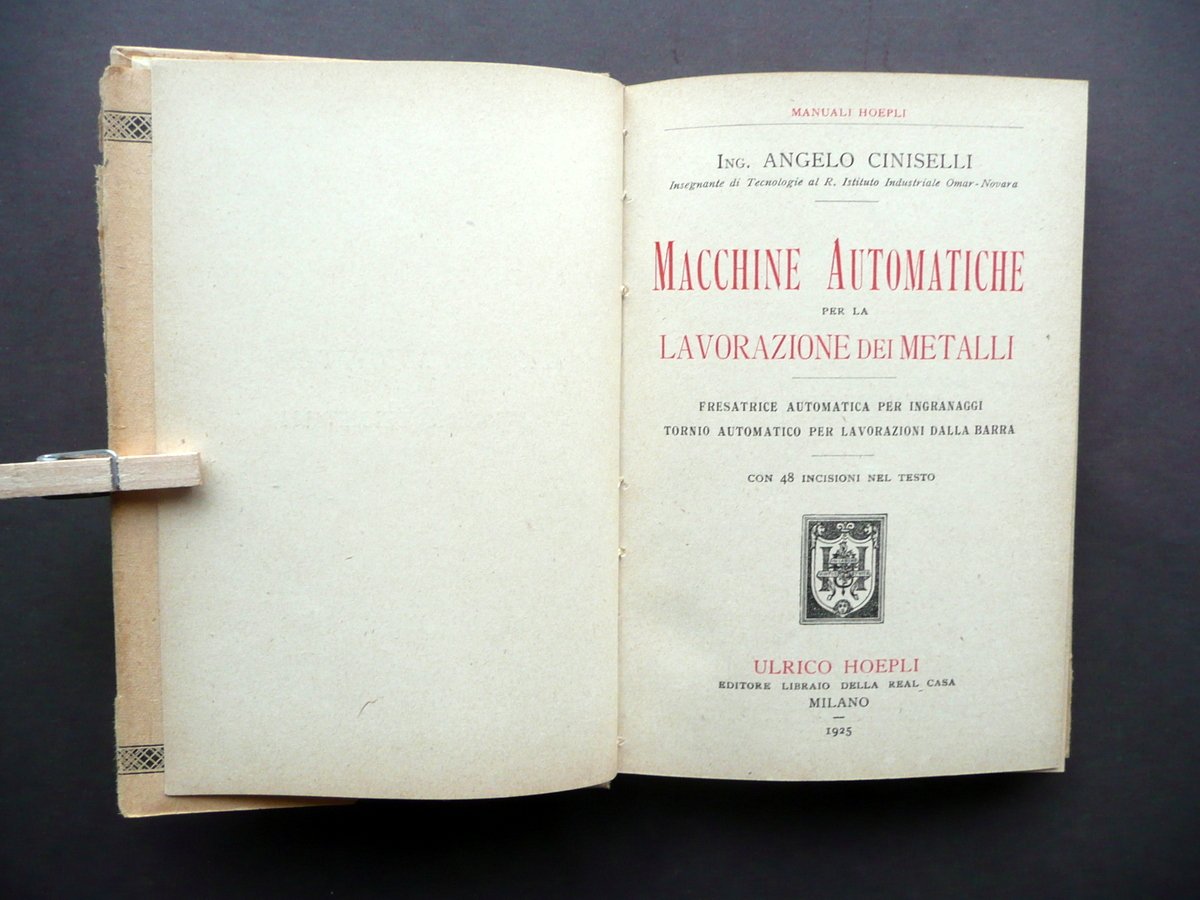 MANUALI HOEPLI
ING. ANGELO CINISELLI
Insegnante di Tecnologie al R. Istituto Industriale Omar-Novara
MACCHINE AUTOMATICHE
PER LA
LAVORAZIONE DEI METALLI
FRESATRICE AUTOMATICA PER INGRANAGGI
TORNIO AUTOMATICO PER LAVORAZIONI DALLA BARRA
CON 48 INCISIONI NEL TESTO
H
ULRICO HOEPLI
EDITORE LIBRAIO DELLA REAL CASA
MILANO
1925